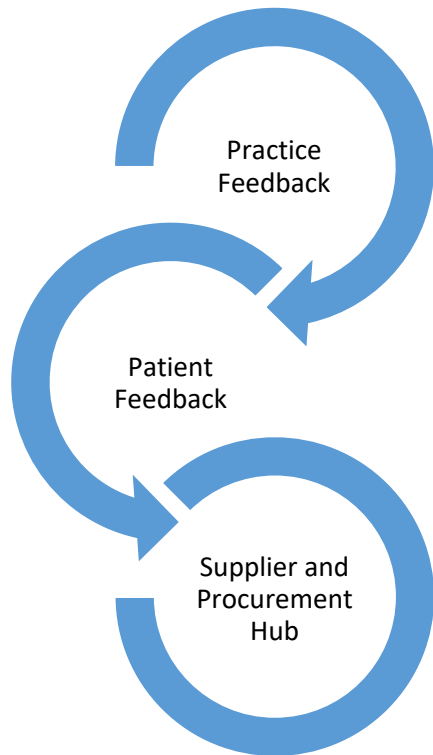 Practice
Feedback
Patient
Feedback
Supplier and
Procurement
Hub